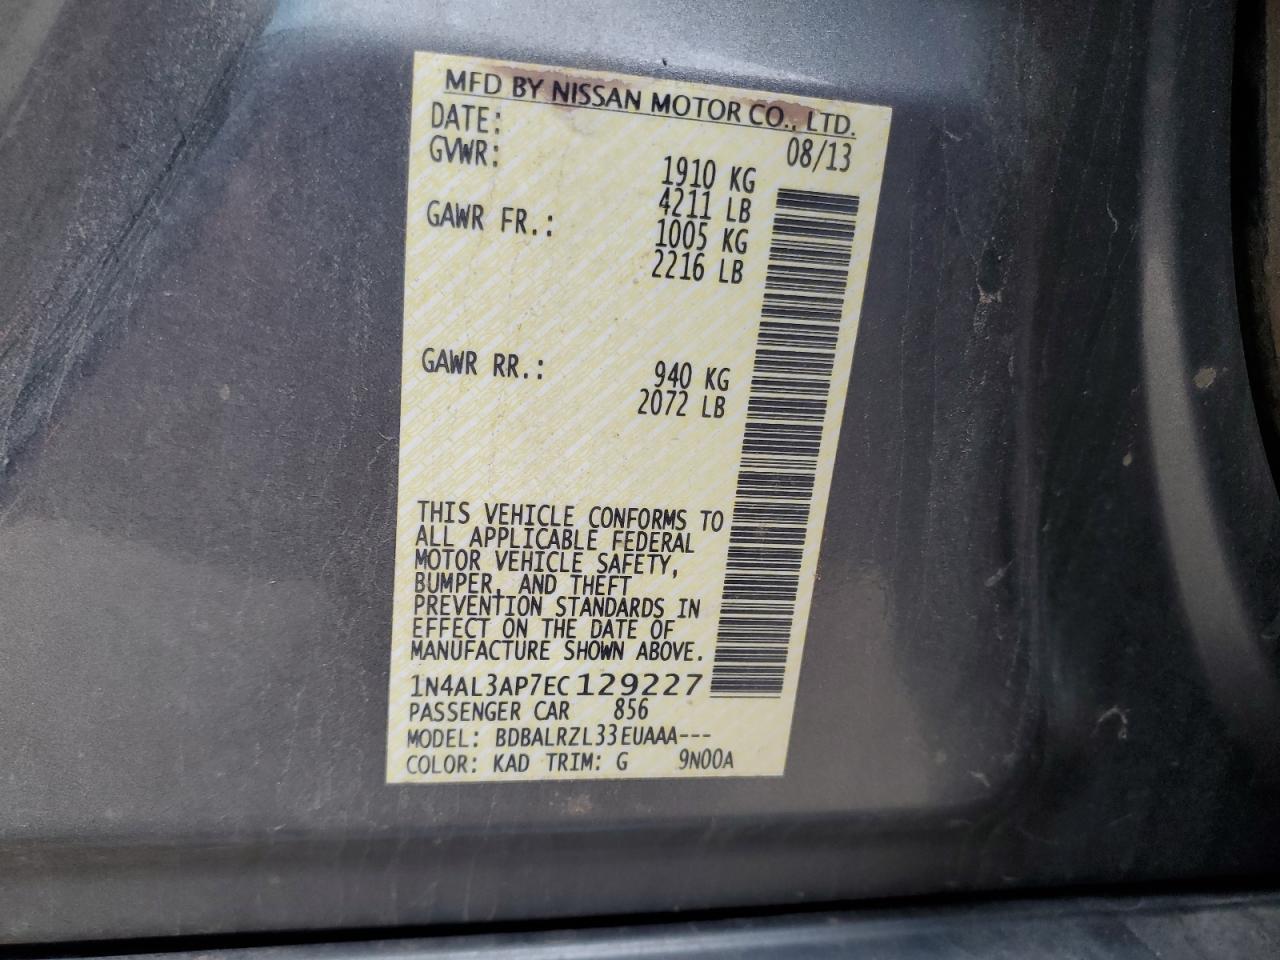 MFD BY NISSAN MOTOR CO., LTD.
DATE: 08/13
GVWR: 1910 KG
4211 LB
GAWR FR.: 1005 KG
2216 LB
GAWR RR.: 940 KG
2072 LB
THIS VEHICLE CONFORMS TO
ALL APPLICABLE FEDERAL
MOTOR VEHICLE SAFETY,
BUMPER, AND THEFT
PREVENTION STANDARDS IN
EFFECT ON THE DATE OF
MANUFACTURE SHOWN ABOVE.
1N4AL3AP7EC129227
PASSENGER CAR 856
MODEL: BDBALRZL33EUAAA---
COLOR: KAD TRIM: G 9N00A